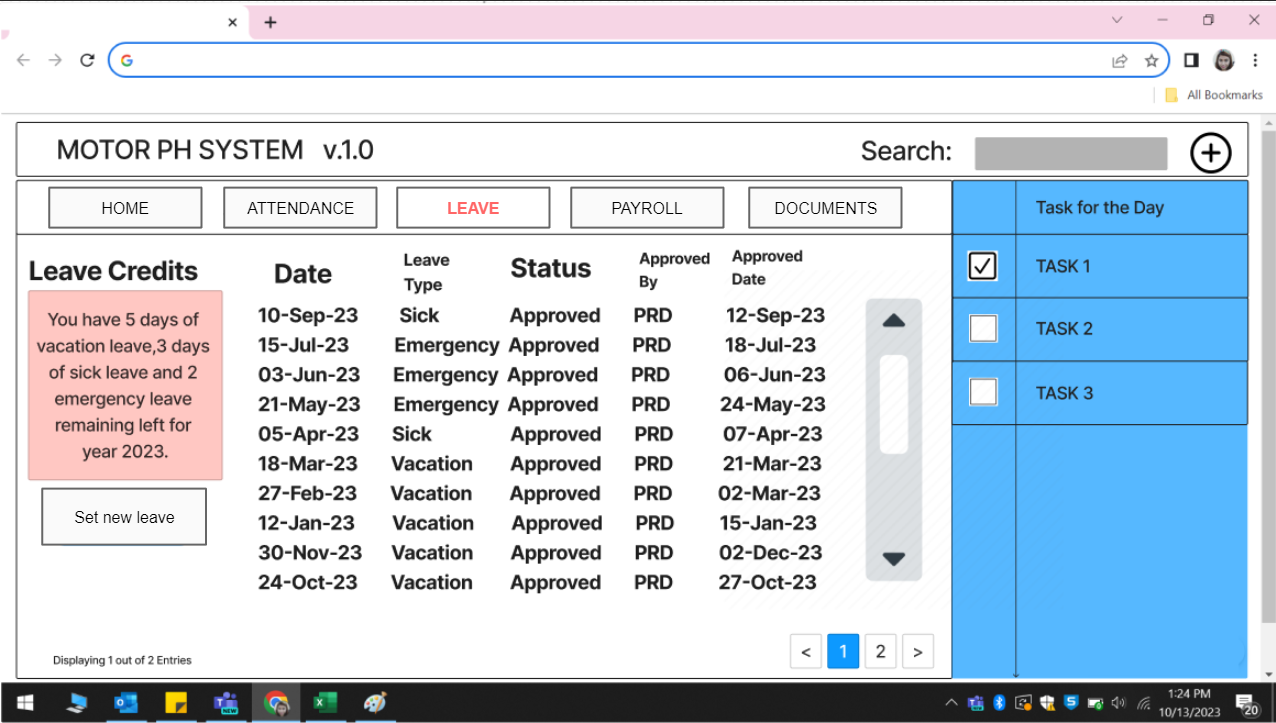 All Bookmarks
MOTOR PH SYSTEM v.1.0
Search:
HOME ATTENDANCE LEAVE PAYROLL DOCUMENTS
Task for the Day
TASK 1
TASK 2
TASK 3
Leave Credits
You have 5 days of
vacation leave,3 days
of sick leave and 2
emergency leave
remaining left for
year 2023.
Set new leave
Date Leave Type Status Approved By Approved Date
10-Sep-23 Sick Approved PRD 12-Sep-23
15-Jul-23 Emergency Approved PRD 18-Jul-23
03-Jun-23 Emergency Approved PRD 06-Jun-23
21-May-23 Emergency Approved PRD 24-May-23
05-Apr-23 Sick Approved PRD 07-Apr-23
18-Mar-23 Vacation Approved PRD 21-Mar-23
27-Feb-23 Vacation Approved PRD 02-Mar-23
12-Jan-23 Vacation Approved PRD 15-Jan-23
30-Nov-23 Vacation Approved PRD 02-Dec-23
24-Oct-23 Vacation Approved PRD 27-Oct-23
Displaying 1 out of 2 Entries
< 1 2 >
NEW
1:24 PM
10/13/2023
20